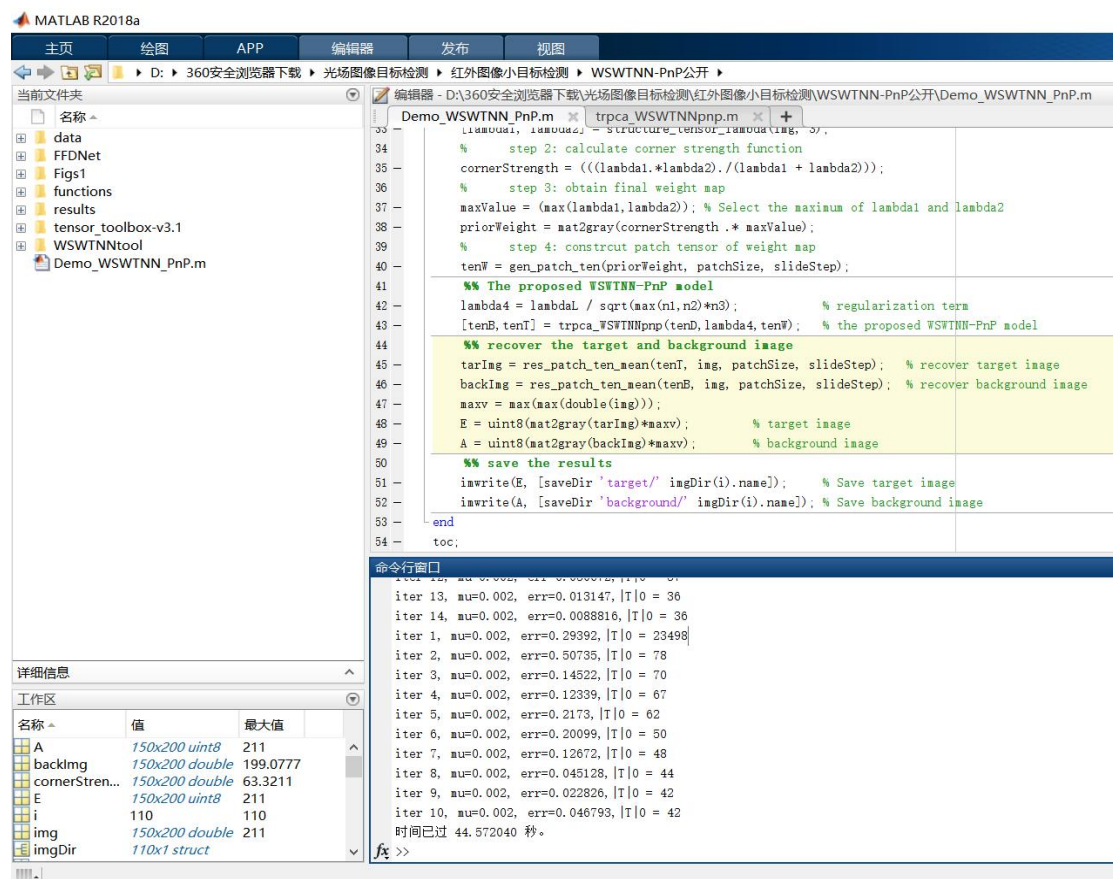 MATLAB R2018a
主页 绘图 APP 编辑器 发布 视图
D: ▸ 360安全浏览器下载 ▸ 光场图像目标检测 ▸ 红外图像小目标检测 ▸ WSWTNN-PnP公开 ▸
当前文件夹
名称
data
FFDNet
Figs1
functions
results
tensor_toolbox-v3.1
WSWTNNtool
Demo_WSWTNN_PnP.m
详细信息
工作区
名称 值 最大值
A 150x200 uint8 211
backImg 150x200 double 199.0777
cornerStren... 150x200 double 63.3211
E 150x200 uint8 211
i 110 110
img 150x200 double 211
imgDir 110x1 struct
编辑器 - D:\360安全浏览器下载\光场图像目标检测\红外图像小目标检测\WSWTNN-PnP公开\Demo_WSWTNN_PnP.m
Demo_WSWTNN_PnP.m × trpca_WSWTNNpnp.m × +
33 – [lambda1, lambda2] = structure_tensor_lambda(img, 3);
34 % step 2: calculate corner strength function
35 – cornerStrength = (((lambda1.*lambda2)./(lambda1 + lambda2)));
36 % step 3: obtain final weight map
37 – maxValue = (max(lambda1,lambda2)); % Select the maximum of lambda1 and lambda2
38 – priorWeight = mat2gray(cornerStrength .* maxValue);
39 % step 4: constrcut patch tensor of weight map
40 – tenW = gen_patch_ten(priorWeight, patchSize, slideStep);
41 %% The proposed WSWTNN-PnP model
42 – lambda4 = lambdaL / sqrt(max(n1,n2)*n3); % regularization term
43 – [tenB,tenT] = trpca_WSWTNNpnp(tenD,lambda4,tenW); % the proposed WSWTNN-PnP model
44 %% recover the target and background image
45 – tarImg = res_patch_ten_mean(tenT, img, patchSize, slideStep); % recover target image
46 – backImg = res_patch_ten_mean(tenB, img, patchSize, slideStep); % recover background image
47 – maxv = max(max(double(img)));
48 – E = uint8(mat2gray(tarImg)*maxv); % target image
49 – A = uint8(mat2gray(backImg)*maxv); % background image
50 %% save the results
51 – imwrite(E, [saveDir 'target/' imgDir(i).name]); % Save target image
52 – imwrite(A, [saveDir 'background/' imgDir(i).name]); % Save background image
53 – end
54 – toc;
命令行窗口
iter 13, mu=0.002, err=0.013147,|T|0 = 36
iter 14, mu=0.002, err=0.0088816,|T|0 = 36
iter 1, mu=0.002, err=0.29392,|T|0 = 23498
iter 2, mu=0.002, err=0.50735,|T|0 = 78
iter 3, mu=0.002, err=0.14522,|T|0 = 70
iter 4, mu=0.002, err=0.12339,|T|0 = 67
iter 5, mu=0.002, err=0.2173,|T|0 = 62
iter 6, mu=0.002, err=0.20099,|T|0 = 50
iter 7, mu=0.002, err=0.12672,|T|0 = 48
iter 8, mu=0.002, err=0.045128,|T|0 = 44
iter 9, mu=0.002, err=0.022826,|T|0 = 42
iter 10, mu=0.002, err=0.046793,|T|0 = 42
时间已过 44.572040 秒。
fx >>